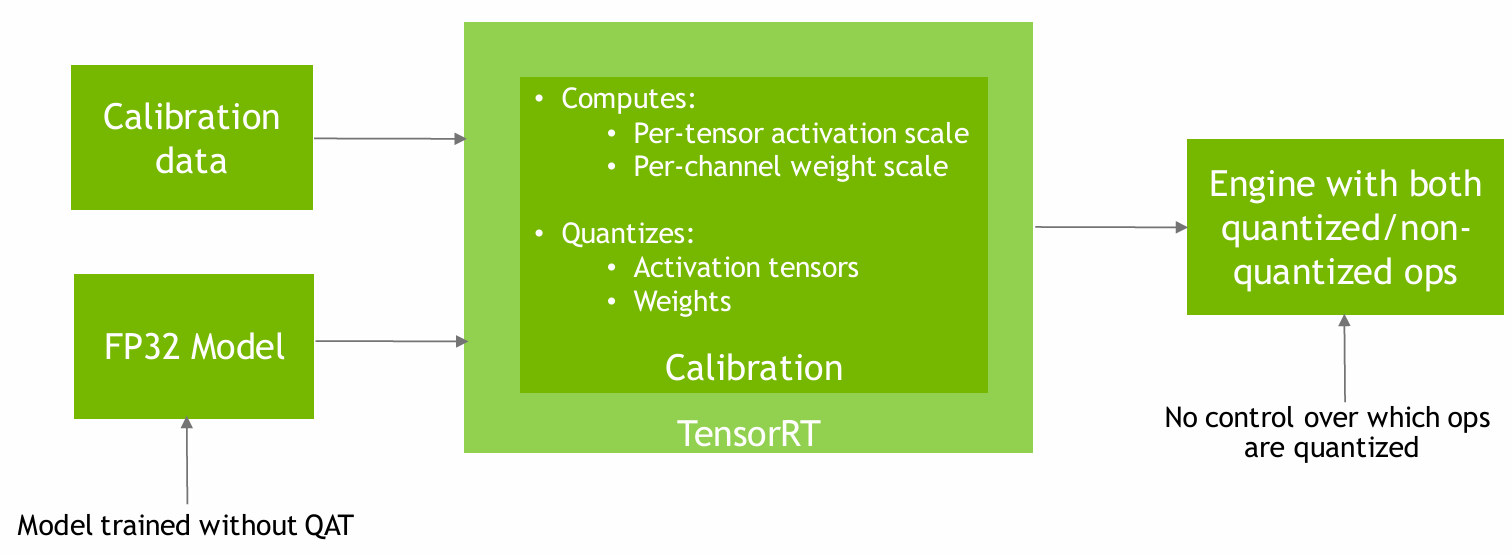 Calibration
data
FP32 Model
Model trained without QAT
• Computes:
• Per-tensor activation scale
• Per-channel weight scale
• Quantizes:
• Activation tensors
• Weights
Calibration
TensorRT
Engine with both
quantized/non-
quantized ops
No control over which ops
are quantized